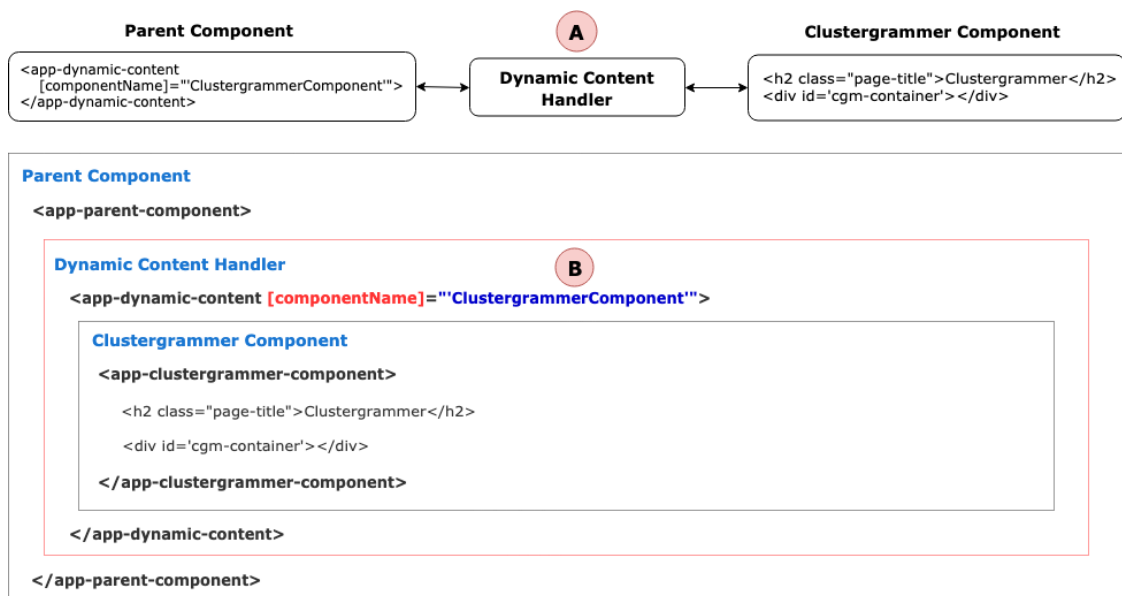 Parent Component
A
Clustergrammer Component
<app-dynamic-content
[componentName]="'ClustergrammerComponent'">
</app-dynamic-content>
Dynamic Content
Handler
<h2 class="page-title">Clustergrammer</h2>
<div id='cgm-container'></div>
Parent Component
<app-parent-component>
Dynamic Content Handler
B
<app-dynamic-content [componentName]="'ClustergrammerComponent'">
Clustergrammer Component
<app-clustergrammer-component>
<h2 class="page-title">Clustergrammer</h2>
<div id='cgm-container'></div>
</app-clustergrammer-component>
</app-dynamic-content>
</app-parent-component>